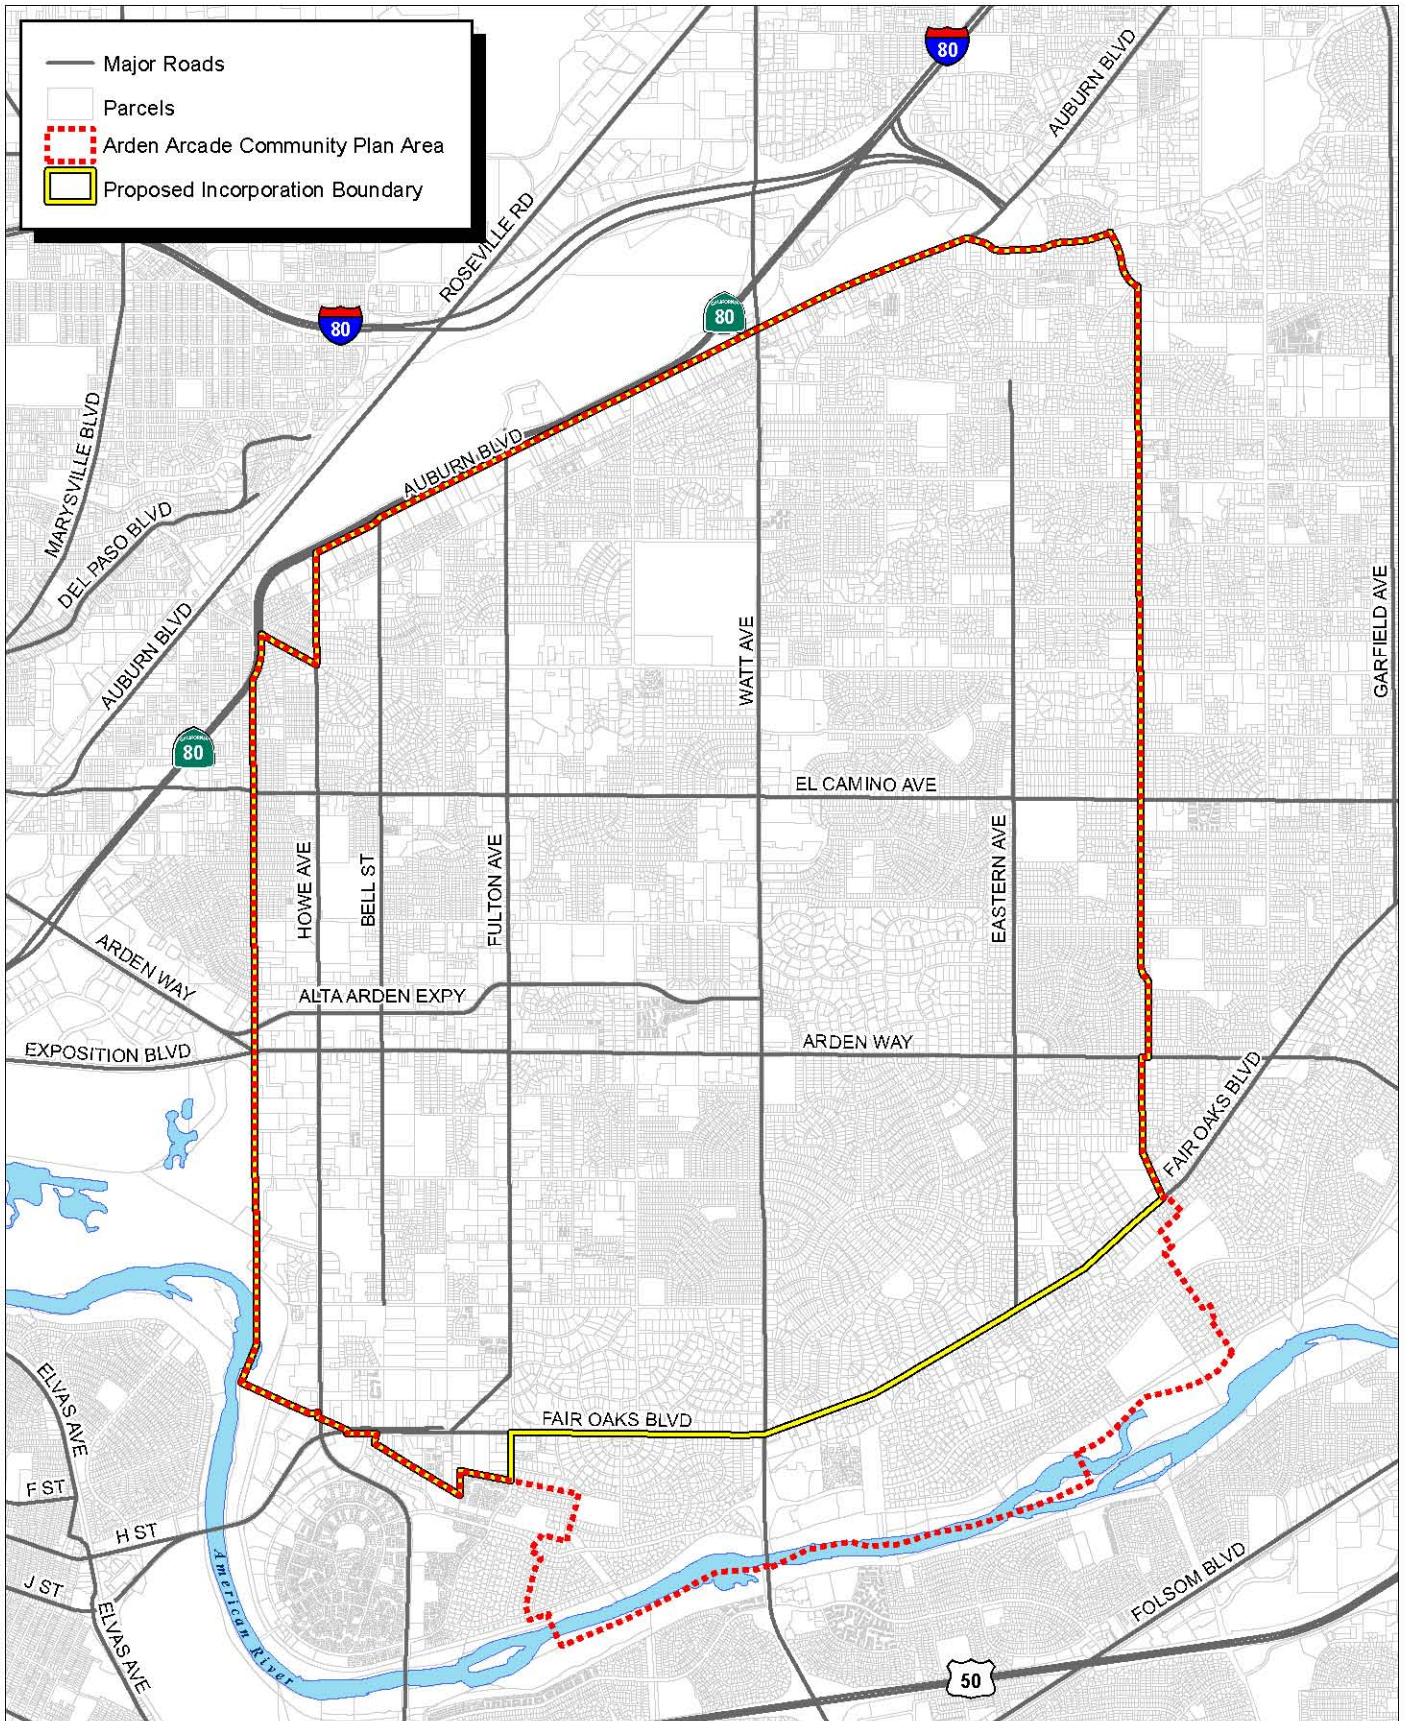 Major Roads
Parcels
Arden Arcade Community Plan Area
Proposed Incorporation Boundary
80
AUBURN BLVD
ROSEVILLE RD
80
CALIFORNIA
80
MARYSVILLE BLVD
AUBURN BLVD
DEL PASO BLVD
GARFIELD AVE
AUBURN BLVD
WATT AVE
CALIFORNIA
80
EL CAMINO AVE
HOWE AVE
BELL ST
FULTON AVE
EASTERN AVE
ARDEN WAY
ALTA ARDEN EXPY
EXPOSITION BLVD
ARDEN WAY
FAIR OAKS BLVD
ELVAS AVE
FAIR OAKS BLVD
F ST
H ST
J ST
American River
ELVAS AVE
FOLSOM BLVD
50